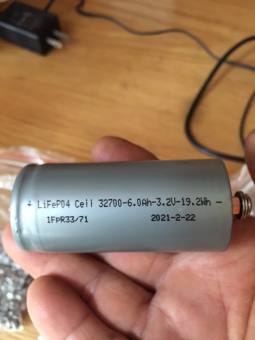 + LiFePO4 Cell 32700-6.0Ah-3.2V-19.2Wh -
IFpR33/71 2021-2-22